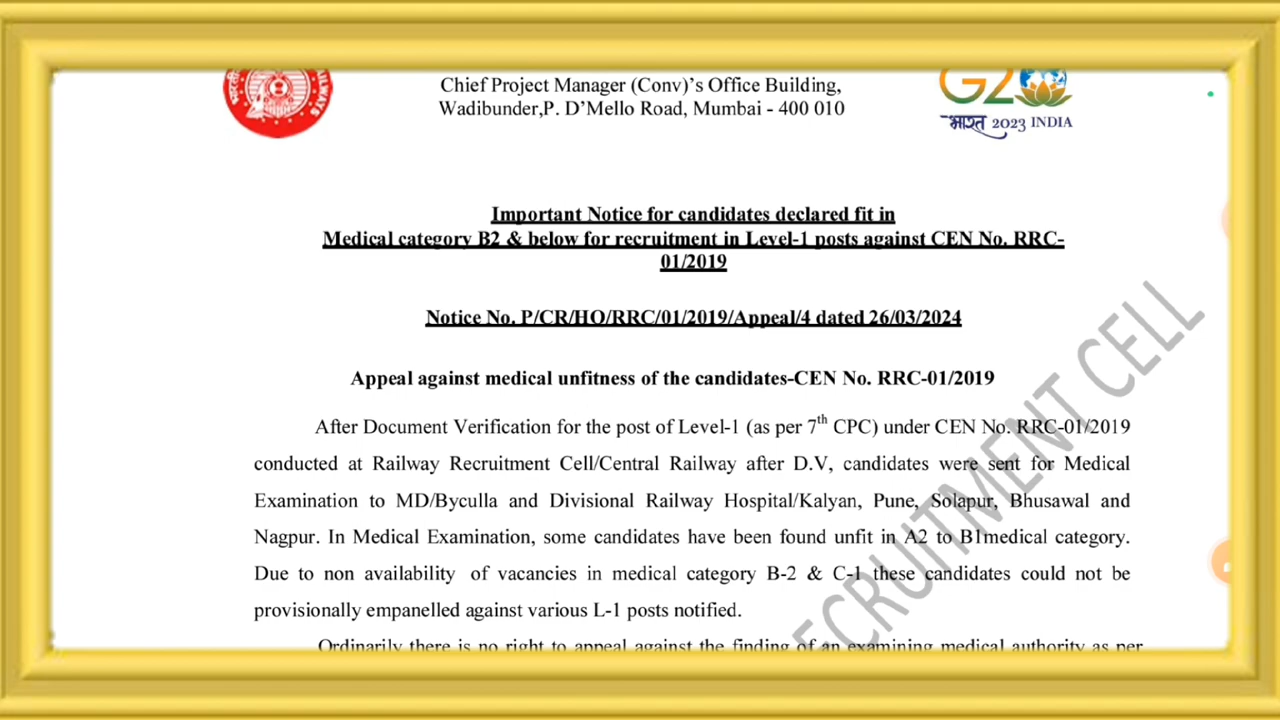 रेल
RAILWAYS
Chief Project Manager (Conv)'s Office Building,
Wadibunder,P. D'Mello Road, Mumbai - 400 010
G20
भारत 2023 INDIA
Important Notice for candidates declared fit in
Medical category B2 & below for recruitment in Level-1 posts against CEN No. RRC-
01/2019
Notice No. P/CR/HO/RRC/01/2019/Appeal/4 dated 26/03/2024
Appeal against medical unfitness of the candidates-CEN No. RRC-01/2019
After Document Verification for the post of Level-1 (as per 7th CPC) under CEN No. RRC-01/2019
conducted at Railway Recruitment Cell/Central Railway after D.V, candidates were sent for Medical
Examination to MD/Byculla and Divisional Railway Hospital/Kalyan, Pune, Solapur, Bhusawal and
Nagpur. In Medical Examination, some candidates have been found unfit in A2 to B1medical category.
Due to non availability of vacancies in medical category B-2 & C-1 these candidates could not be
provisionally empanelled against various L-1 posts notified.
Ordinarily there is no right to appeal against the finding of an examining medical authority as per
ECRUITMENT CELL